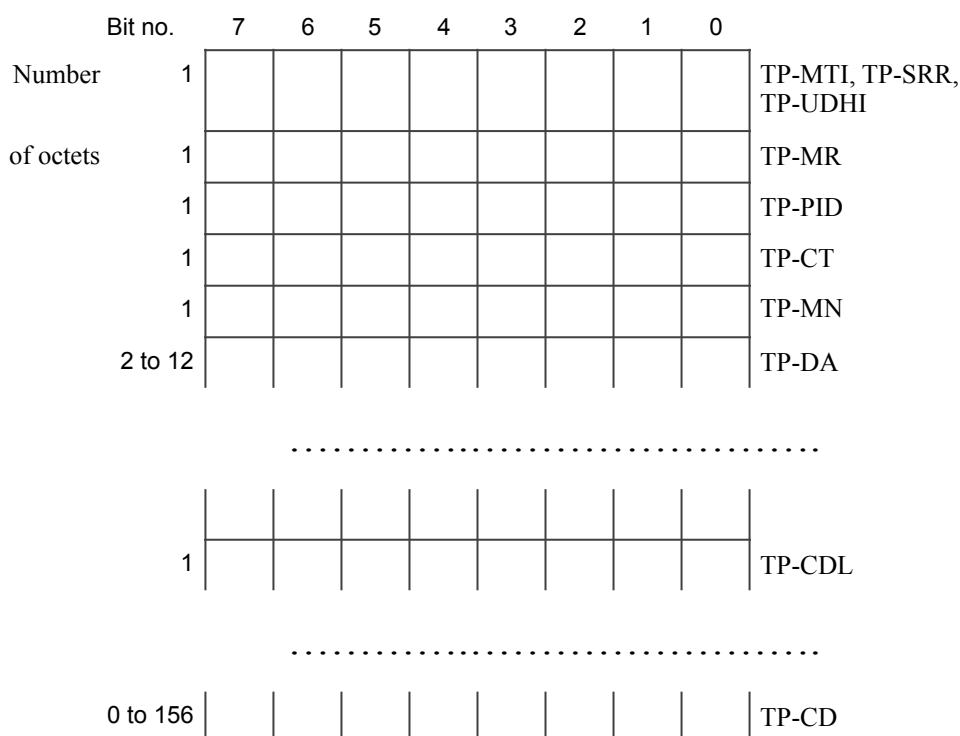 Bit no. 7 6 5 4 3 2 1 0
Number 1 TP-MTI, TP-SRR,
TP-UDHI
of octets 1 TP-MR
1 TP-PID
1 TP-CT
1 TP-MN
2 to 12 TP-DA
1 TP-CDL
0 to 156 TP-CD